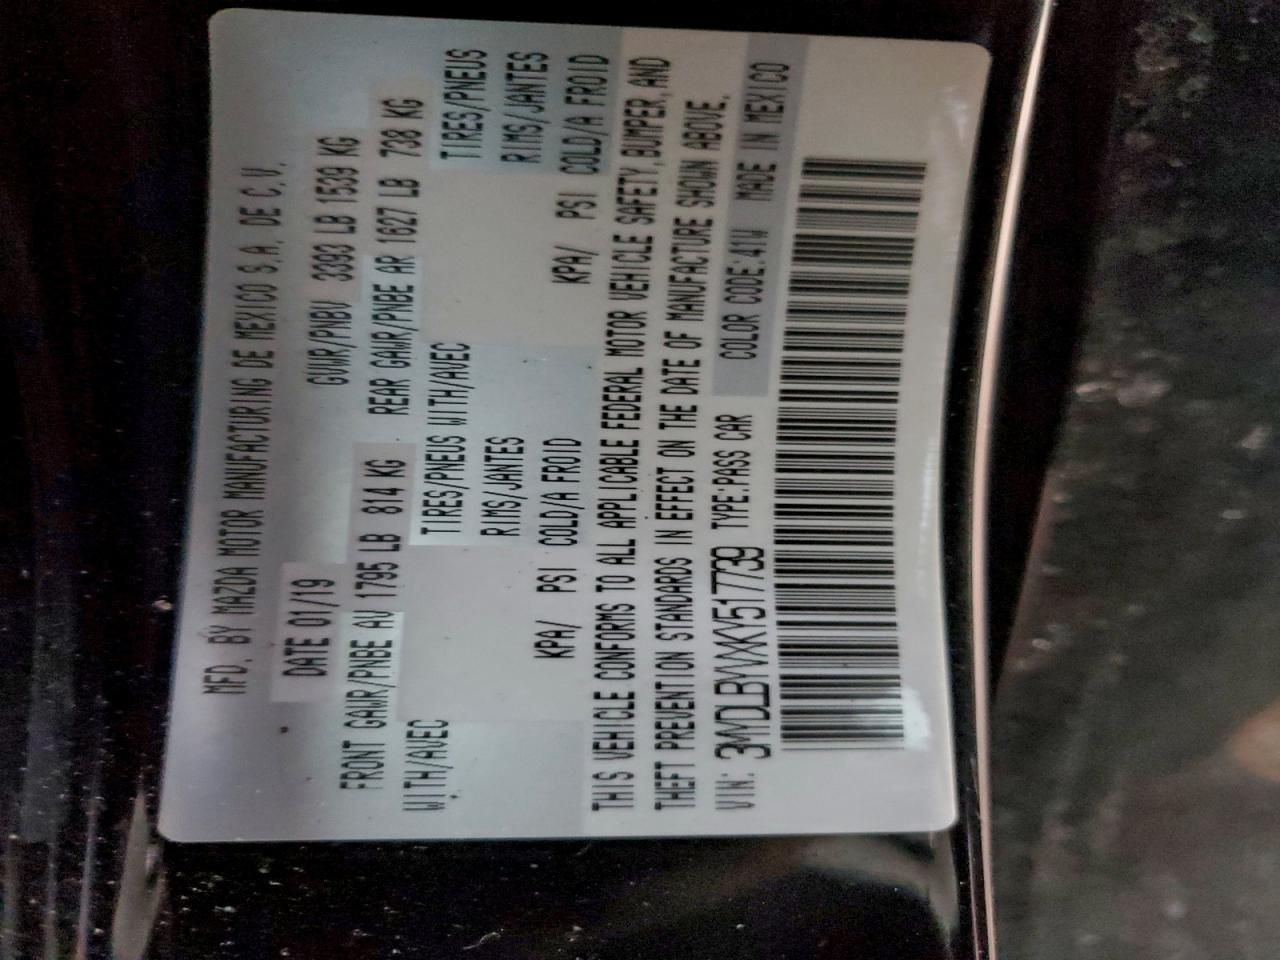 MFD. BY MAZDA MOTOR MANUFACTURING DE MEXICO S.A. DE C.V.
DATE 01/19 GVWR/PNBV 3393 LB 1539 KG
FRONT GAWR/PNBE AV 1795 LB 814 KG REAR GAWR/PNBE AR 1627 LB 738 KG
WITH/AVEC TIRES/PNEUS WITH/AVEC TIRES/PNEUS
RIMS/JANTES RIMS/JANTES
KPA/ PSI COLD/A FROID KPA/ PSI COLD/A FROID
THIS VEHICLE CONFORMS TO ALL APPLICABLE FEDERAL MOTOR VEHICLE SAFETY, BUMPER, AND
THEFT PREVENTION STANDARDS IN EFFECT ON THE DATE OF MANUFACTURE SHOWN ABOVE.
VIN: 3MYDLBYVXKY517739 TYPE:PASS CAR COLOR CODE:41W MADE IN MEXICO